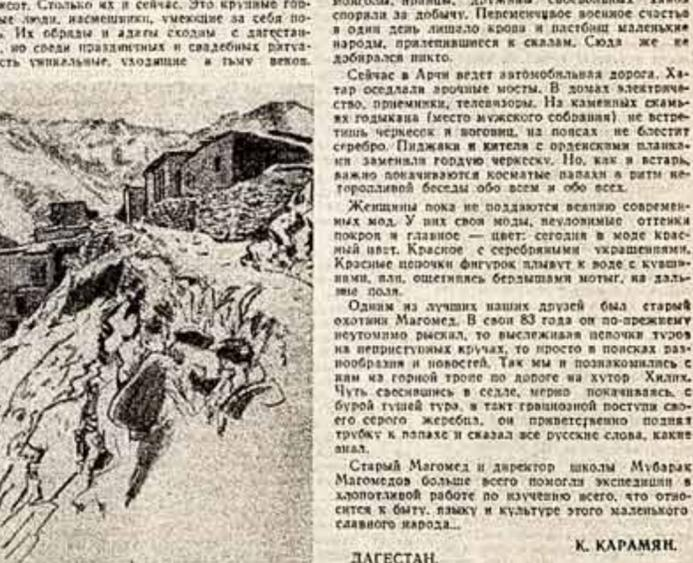 исот. Столько их и сейчас. Это крупные гор-
ые люди, насмешники, умеющие за себя по-
Их обряды и адаты сходны с дагестан-
, но среди праздничных и свадебных ритуа-
сть уникальные, уходящие в тьму веков.
спорили за добычу. Переменчивое военное счастье
в один день лишало крова и пастбищ маленькие
народы, прилепившиеся к скалам. Сюда же не
добирался никто.
Сейчас в Арчи ведет автомобильная дорога. Ха-
тар оседлали арочные мосты. В домах электриче-
ство, приемники, телевизоры. На каменных скамь-
ях годыкана (место мужского собрания) не встре-
тишь черкесок и ноговиц, на поясах не блестит
серебро. Пиджаки и кителя с орденскими планка-
ми заменили гордую черкеску. Но, как и встарь,
важно покачиваются косматые папахи в ритм не-
торопливой беседы обо всем и обо всех.
Женщины пока не поддаются веянию современ-
ных мод. У них свои моды, неуловимые оттенки
покроя и главное — цвет: сегодня в моде крас-
ный цвет. Красное с серебряными украшениями.
Красные цепочки фигурок плывут к воде с кувши-
нами, или, ощетинясь бердышами мотыг, на даль-
ние поля.
Одним из лучших наших друзей был старый
охотник Магомед. В свои 83 года он по-прежнему
неутомимо рыскал, то выслеживая цепочки туров
на неприступных кручах, то просто в поисках раз-
нообразия и новостей. Так мы и познакомились с
ним на горной тропе по дороге на хутор Хилих.
Чуть свесившись в седле, мерно покачиваясь, с
бурой тушей тура, в такт грациозной поступи сво-
его серого жеребца, он приветственно поднял
трубку к папахе и сказал все русские слова, какие
знал.
Старый Магомед и директор школы Мубарак
Магомедов больше всего помогли экспедиции в
хлопотливой работе по изучению всего, что отно-
сится к быту, языку и культуре этого маленького
славного народа...
К. КАРАМЯН.
ДАГЕСТАН.